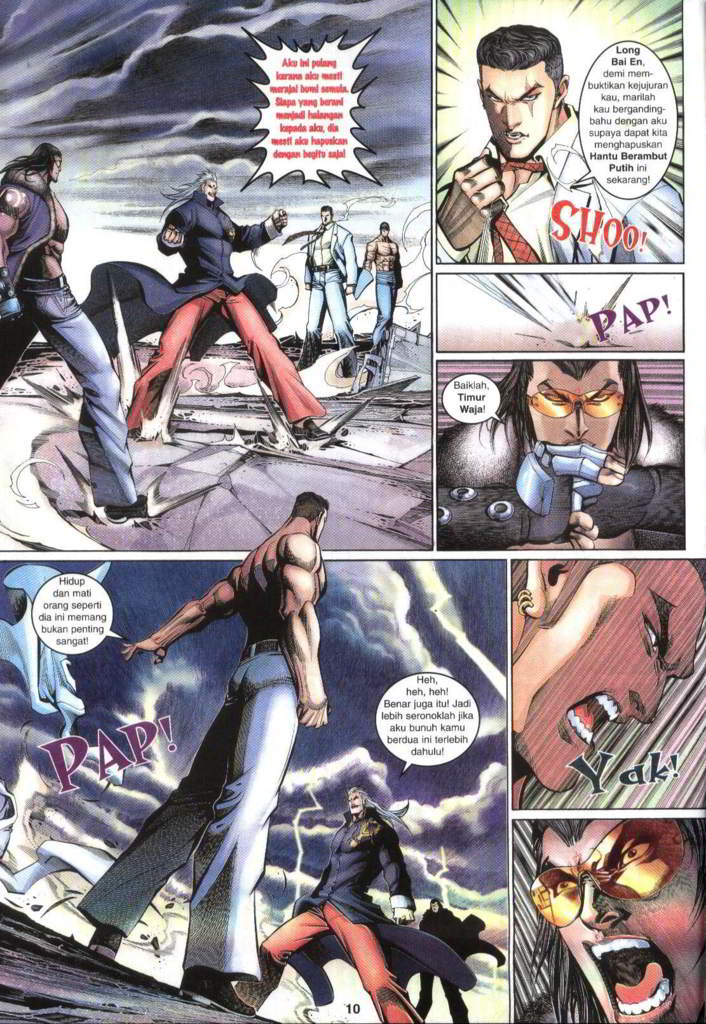 Aku ini pulang
kerana aku mesti
merajai bumi semula.
Siapa yang berani
menjadi halangan
kepada aku, dia
mesti aku hapuskan
dengan begitu saja!
Long
Bai En,
demi mem-
buktikan kejujuran
kau, marilah
kau berganding-
bahu dengan aku
supaya dapat kita
menghapuskan
Hantu Berambut
Putih ini
sekarang!
SHOO!
PAP!
Baiklah,
Timur
Waja!
Hidup
dan mati
orang seperti
dia ini memang
bukan penting
sangat!
PAP!
Heh,
heh, heh!
Benar juga itu! Jadi
lebih seronoklah jika
aku bunuh kamu
berdua ini terlebih
dahulu!
Yak!
10